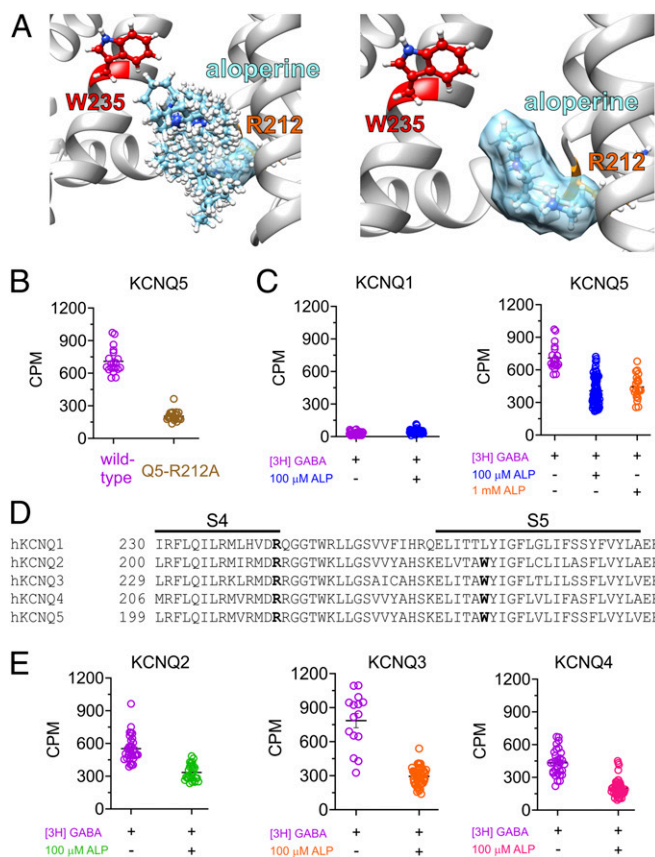 A
W235
aloperine
R212
W235
aloperine
R212
B
KCNQ5
1200
900
600
300
0
CPM
wild-
type
Q5-R212A
C
KCNQ1
1200
900
600
300
0
CPM
[3H] GABA + +
100 μM ALP - +
KCNQ5
1200
900
600
300
0
CPM
[3H] GABA + + +
100 μM ALP - + -
1 mM ALP - - +
D
S4 S5
hKCNQ1 230 IRFLQILRMLHVDRQGGTWRLLGSVVFIHRQELITTLYIGFLGLIFSSYFVYLAEK
hKCNQ2 200 LRFLQILRMIRMDRRGGTWKLLGSVVYAHSKELVTAWYIGFLCLILASFLVYLAEK
hKCNQ3 229 LRFLQILRMLRMDRRGGTWKLLGSAICAHSKELITAWYIGFLTLILSSFLVYLVEK
hKCNQ4 206 MRFLQILRMVRMDRRGGTWKLLGSVVYAHSKELITAWYIGFLVLIFASFLVYLAEK
hKCNQ5 199 LRFLQILRMVRMDRRGGTWKLLGSVVYAHSKELITAWYIGFLVLIFSSFLVYLVEK
E
KCNQ2
1200
900
600
300
0
CPM
[3H] GABA + +
100 μM ALP - +
KCNQ3
1200
900
600
300
0
CPM
[3H] GABA + +
100 μM ALP - +
KCNQ4
1200
900
600
300
0
CPM
[3H] GABA + +
100 μM ALP - +